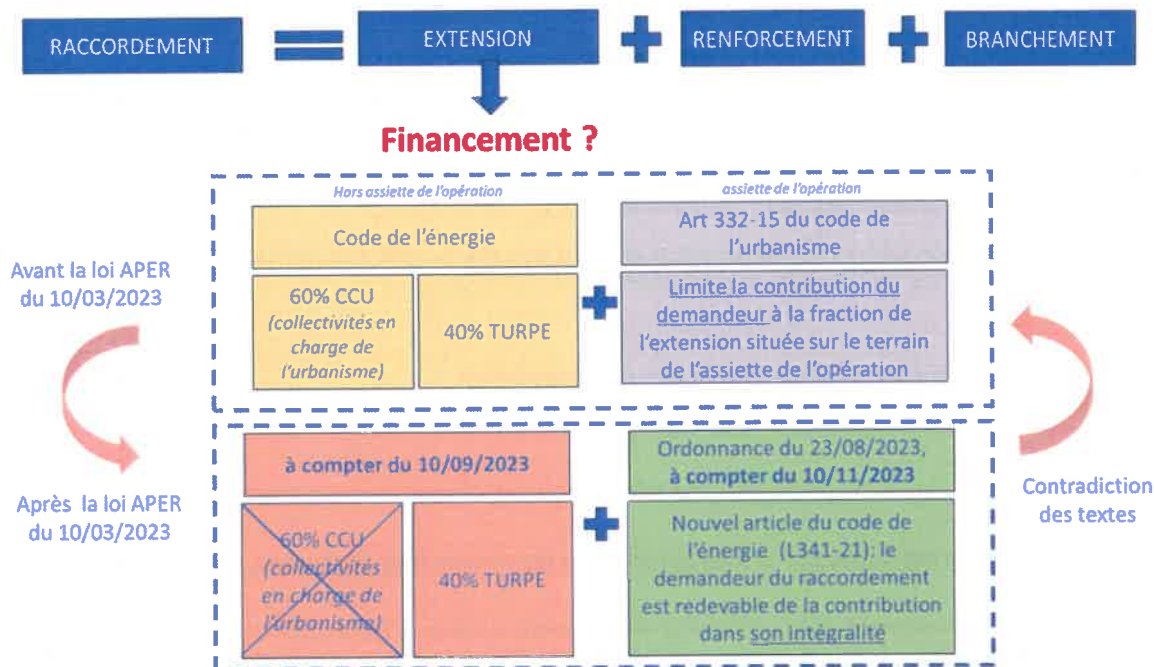 RACCORDEMENT
EXTENSION
RENFORCEMENT
BRANCHEMENT
Financement ?
Hors assiette de l'opération
assiette de l'opération
Code de l'énergie
Art 332-15 du code de
l'urbanisme
Avant la loi APER
du 10/03/2023
60% CCU
(collectivités en
charge de
l'urbanisme)
40% TURPE
Limite la contribution du
demandeur à la fraction de
l'extension située sur le terrain
de l'assiette de l'opération
à compter du 10/09/2023
Ordonnance du 23/08/2023,
à compter du 10/11/2023
Après la loi APER
du 10/03/2023
60% CCU
(collectivités
en charge de
l'urbanisme)
40% TURPE
Nouvel article du code de
l'énergie (L341-21): le
demandeur du raccordement
est redevable de la contribution
dans son intégralité
Contradiction
des textes